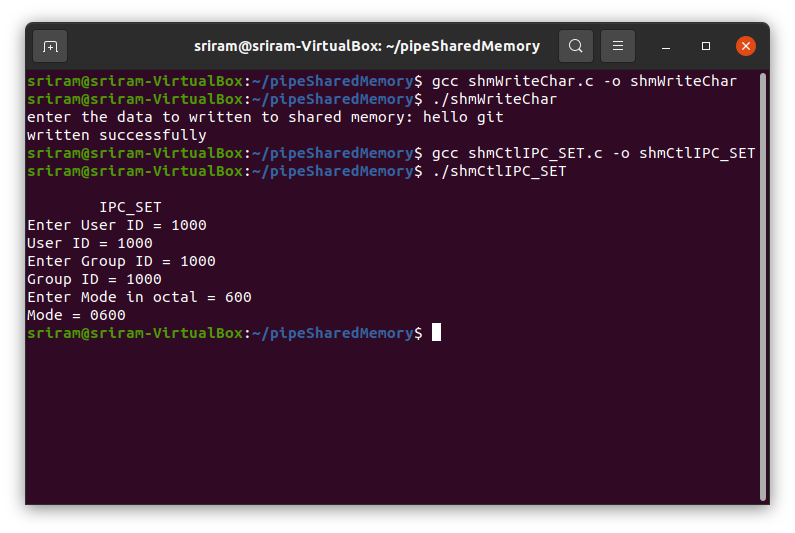 sriram@sriram-VirtualBox: ~/pipeSharedMemory
sriram@sriram-VirtualBox:~/pipeSharedMemory$ gcc shmWriteChar.c -o shmWriteChar
sriram@sriram-VirtualBox:~/pipeSharedMemory$ ./shmWriteChar
enter the data to written to shared memory: hello git
written successfully
sriram@sriram-VirtualBox:~/pipeSharedMemory$ gcc shmCtlIPC_SET.c -o shmCtlIPC_SET
sriram@sriram-VirtualBox:~/pipeSharedMemory$ ./shmCtlIPC_SET
IPC_SET
Enter User ID = 1000
User ID = 1000
Enter Group ID = 1000
Group ID = 1000
Enter Mode in octal = 600
Mode = 0600
sriram@sriram-VirtualBox:~/pipeSharedMemory$